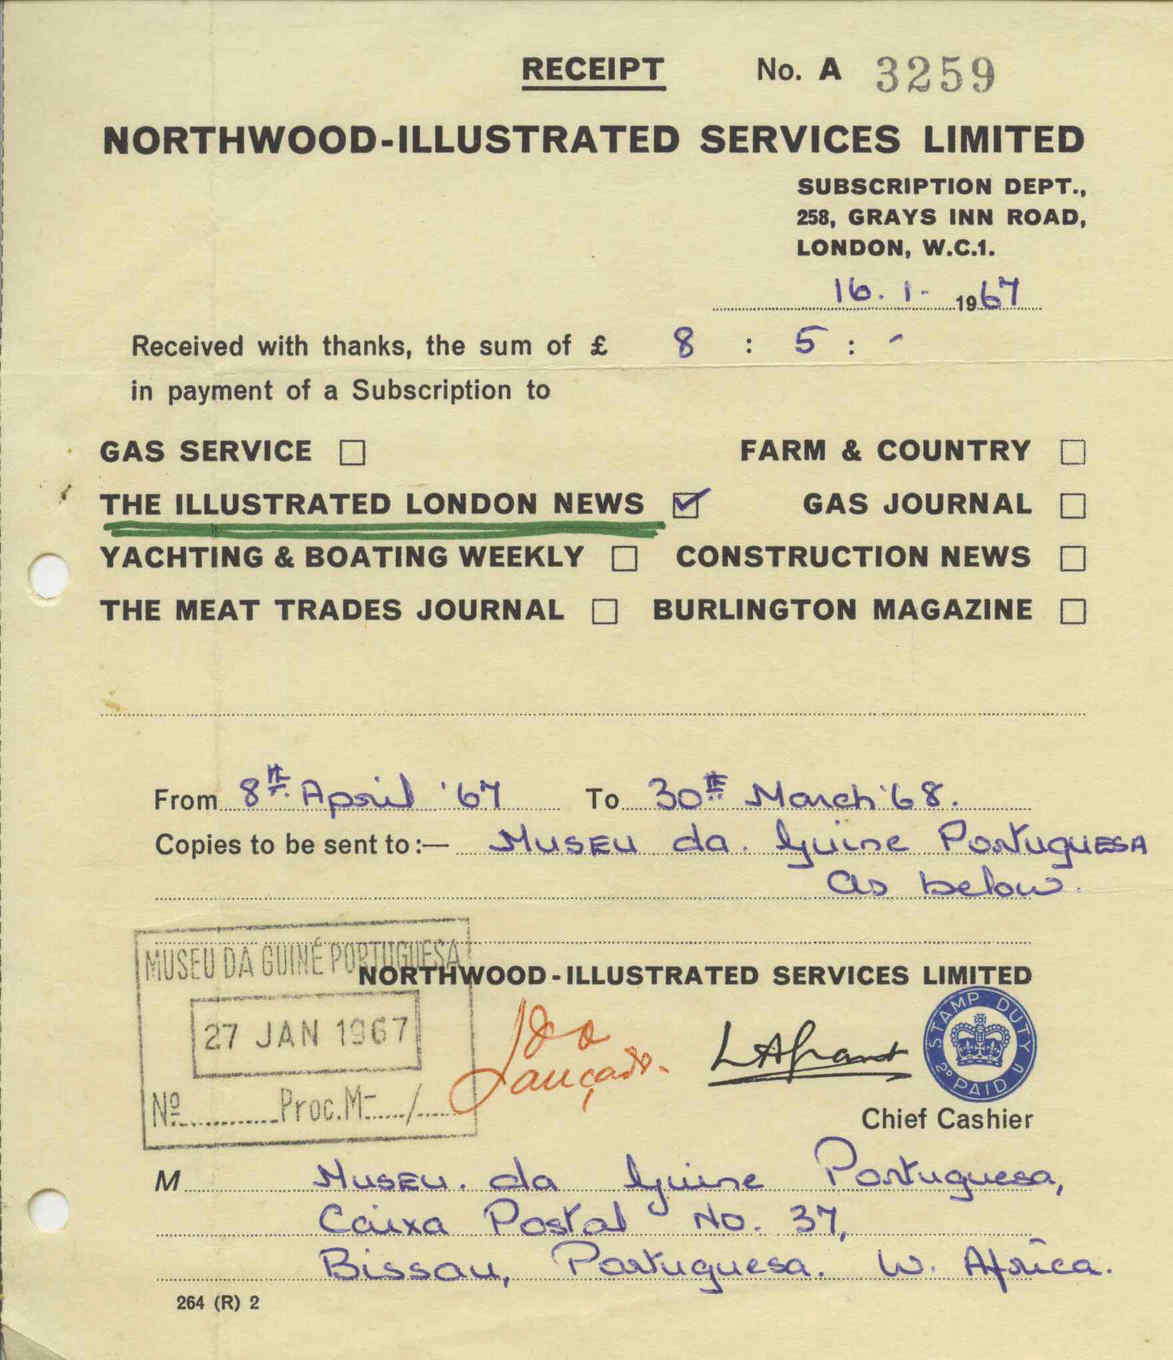 RECEIPT No. A 3259
NORTHWOOD-ILLUSTRATED SERVICES LIMITED
SUBSCRIPTION DEPT.,
258, GRAYS INN ROAD,
LONDON, W.C.1.
16. 1- 1967
Received with thanks, the sum of £ 8 : 5 : -
in payment of a Subscription to
GAS SERVICE FARM & COUNTRY
THE ILLUSTRATED LONDON NEWS GAS JOURNAL
YACHTING & BOATING WEEKLY CONSTRUCTION NEWS
THE MEAT TRADES JOURNAL BURLINGTON MAGAZINE
From 8th April '67 To 30th March '68.
Copies to be sent to:— Museu da. Guine Portuguesa
as below.
MUSEU DA GUINÉ PORTUGUESA
NORTHWOOD-ILLUSTRATED SERVICES LIMITED
27 JAN 1967
STAMP DUTY
2D PAID U
Nº Proc. Mº /
Chief Cashier
M Museu. da Guine Portuguesa,
Caixa Postal No. 37,
Bissau, Portuguesa. W. Africa.
264 (R) 2